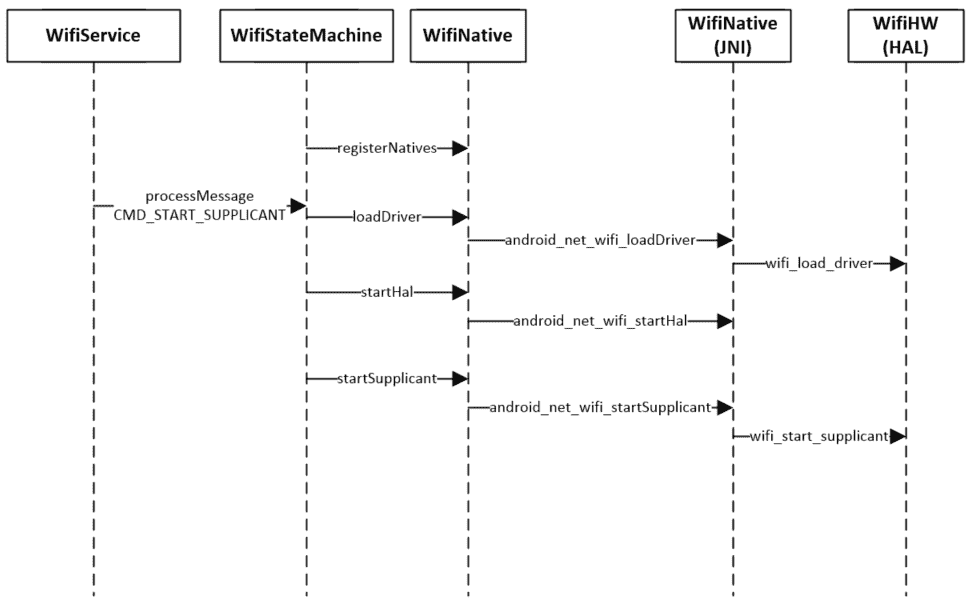 WifiService
WifiStateMachine
WifiNative
WifiNative
(JNI)
WifiHW
(HAL)
registerNatives
processMessage
CMD_START_SUPPLICANT
loadDriver
android_net_wifi_loadDriver
wifi_load_driver
startHal
android_net_wifi_startHal
startSupplicant
android_net_wifi_startSupplicant
wifi_start_supplicant